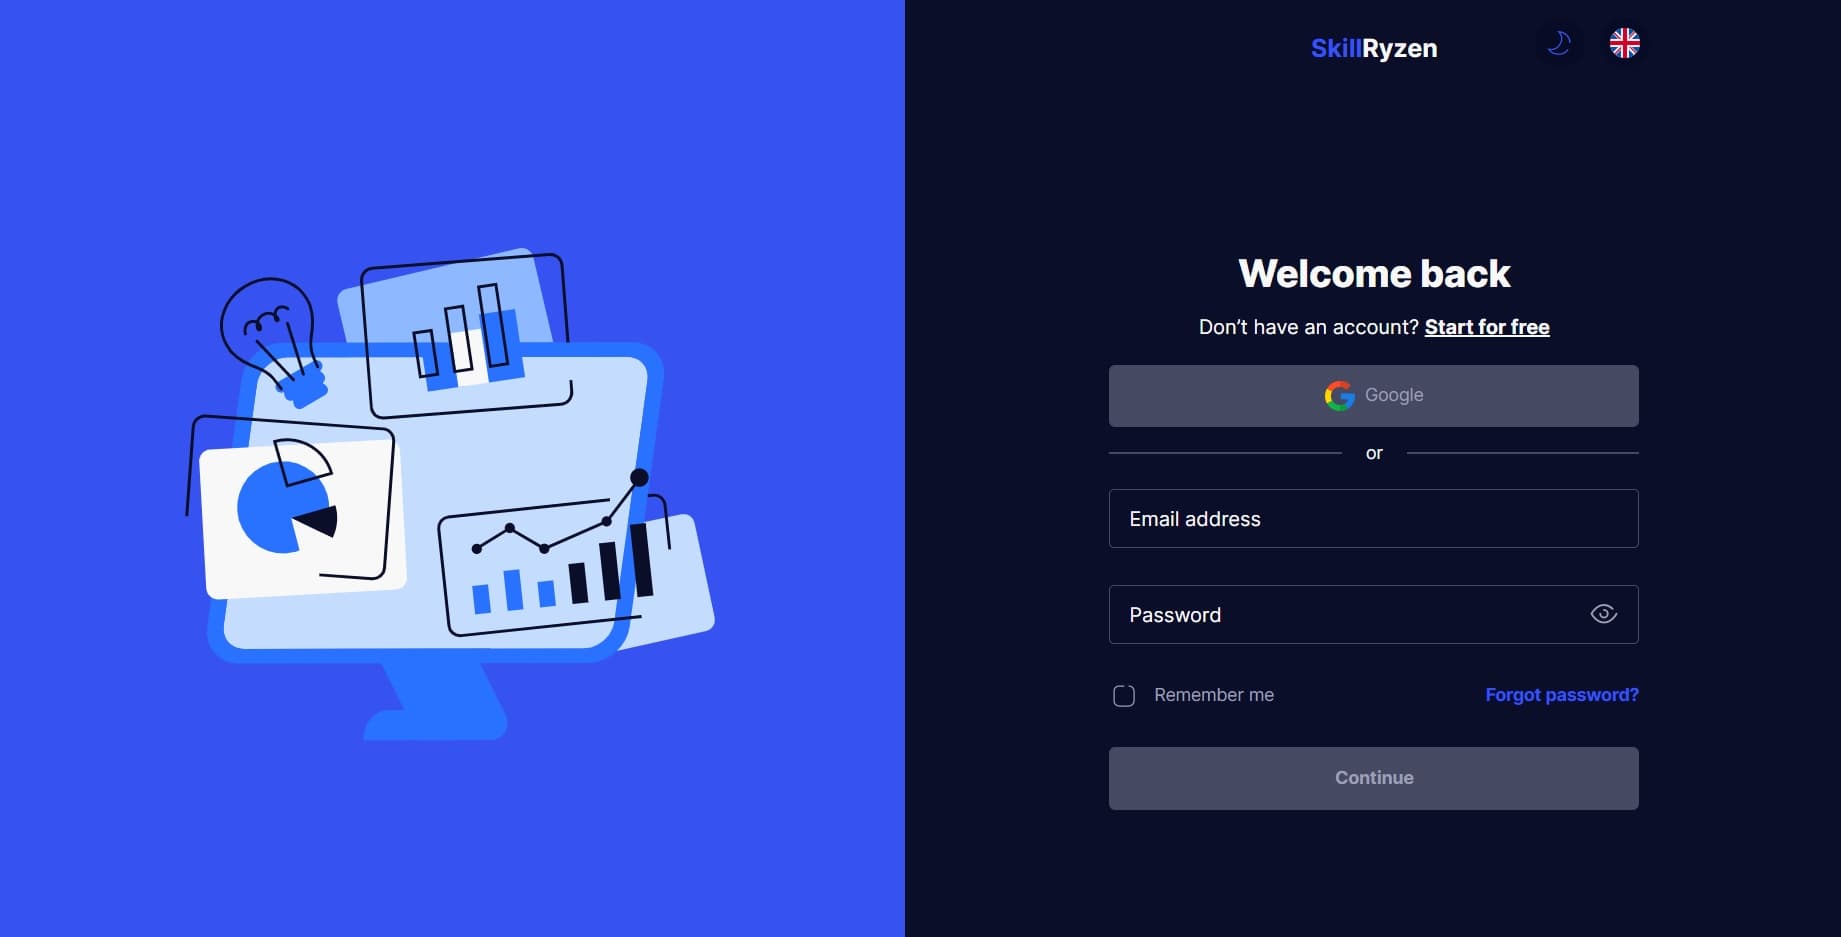 SkillRyzen
Welcome back
Don’t have an account? Start for free
Google
or
Email address
Password
Remember me
Forgot password?
Continue